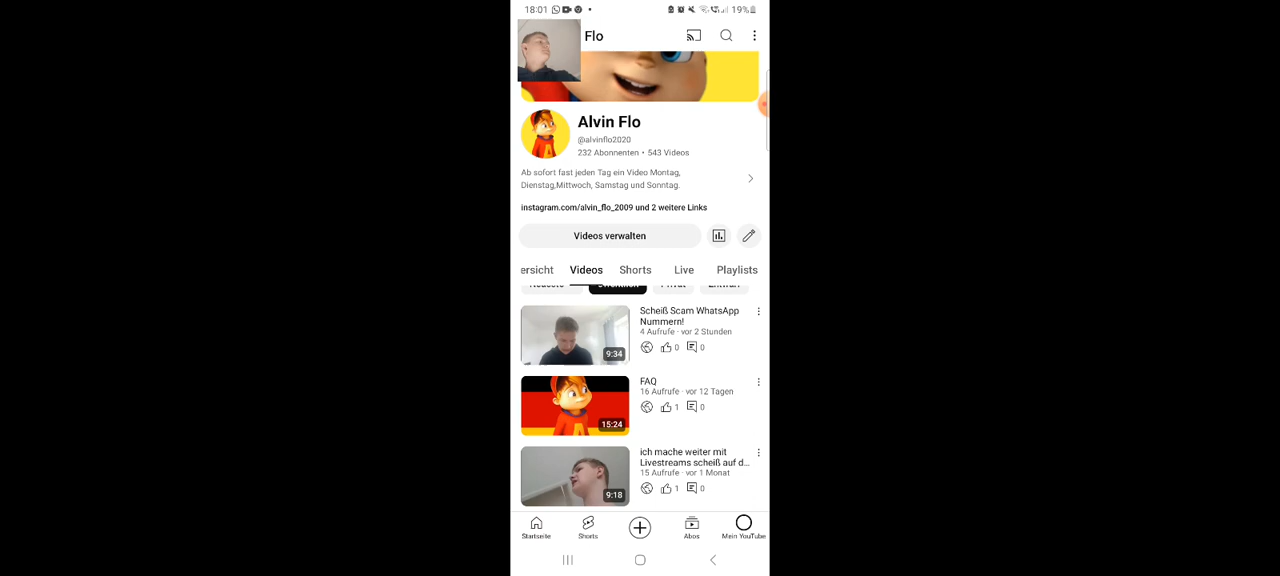 18:01
19%
Flo
Alvin Flo
@alvinflo2020
232 Abonnenten • 543 Videos
Ab sofort fast jeden Tag ein Video Montag,
Dienstag,Mittwoch, Samstag und Sonntag.
instagram.com/alvin_flo_2009 und 2 weitere Links
Videos verwalten
ersicht Videos Shorts Live Playlists
Neueste Privat Entwurf
Scheiß Scam WhatsApp
Nummern!
4 Aufrufe · vor 2 Stunden
0 0
9:34
FAQ
16 Aufrufe · vor 12 Tagen
1 0
15:24
A
ich mache weiter mit
Livestreams scheiß auf d...
15 Aufrufe · vor 1 Monat
1 0
9:18
Startseite Shorts Abos Mein YouTube